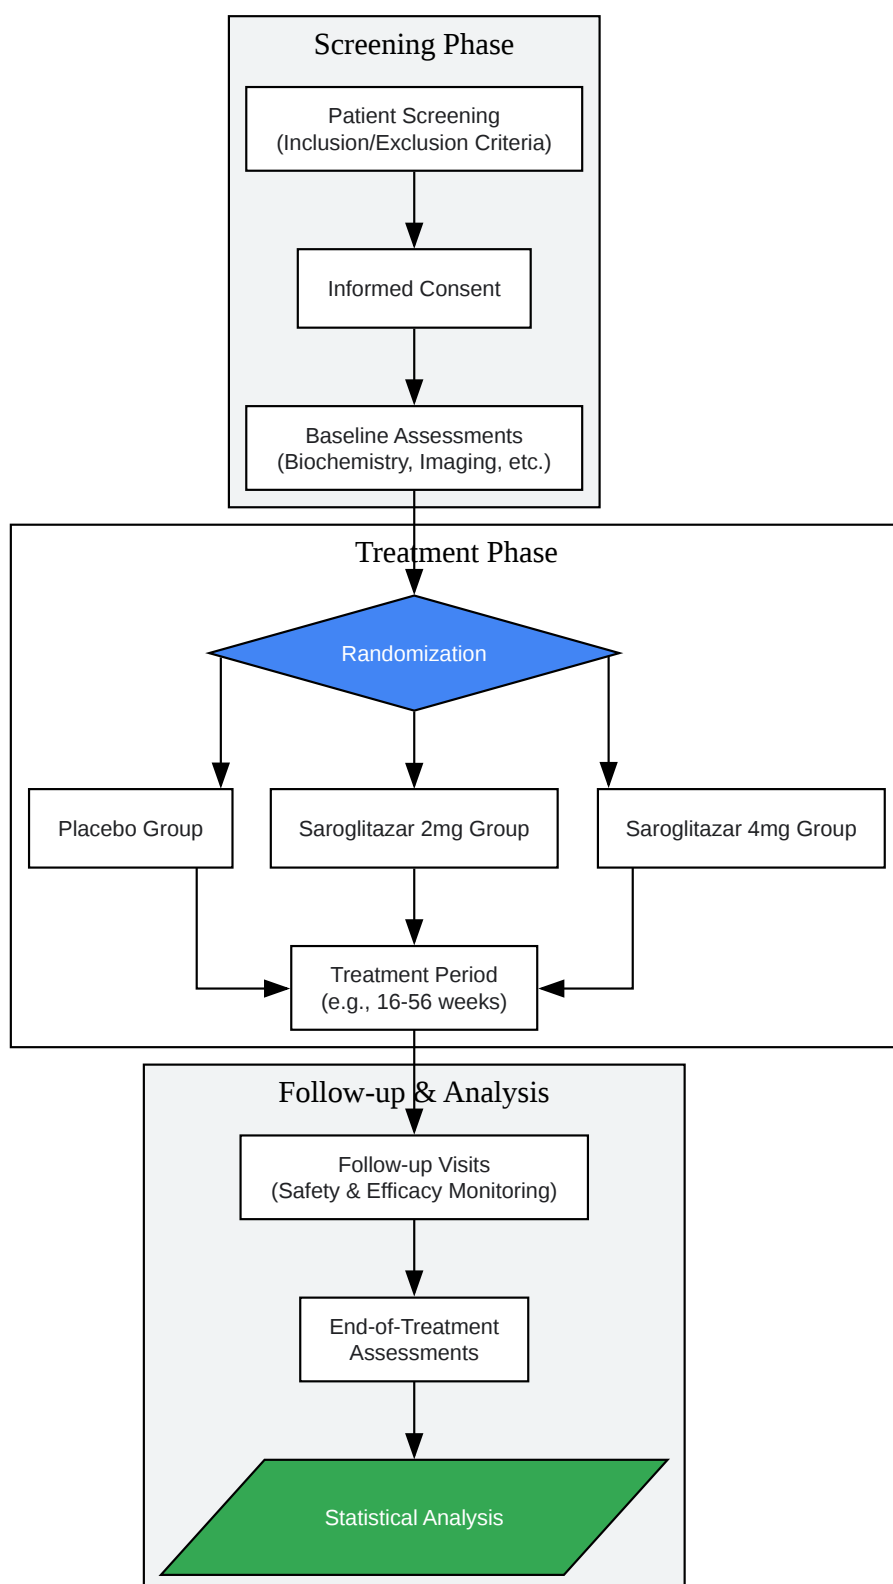 Screening Phase
Patient Screening
(Inclusion/Exclusion Criteria)
Informed Consent
Baseline Assessments
(Biochemistry, Imaging, etc.)
Treatment Phase
Randomization
Placebo Group
Saroglitazar 2mg Group
Saroglitazar 4mg Group
Treatment Period
(e.g., 16-56 weeks)
Follow-up & Analysis
Follow-up Visits
(Safety & Efficacy Monitoring)
End-of-Treatment
Assessments
Statistical Analysis